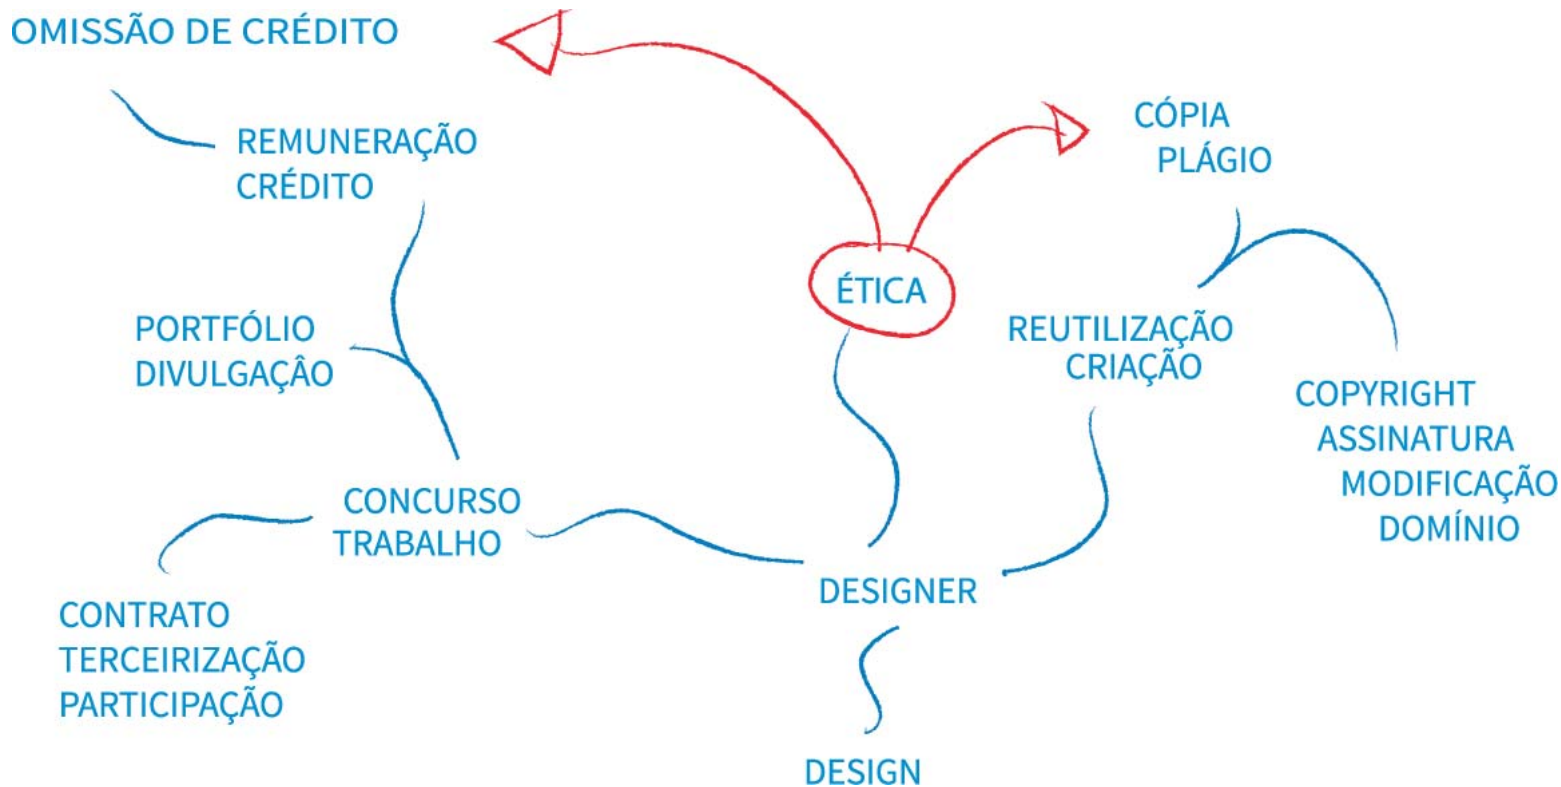 OMISSÃO DE CRÉDITO
REMUNERAÇÃO
CRÉDITO
CÓPIA
PLÁGIO
ÉTICA
PORTFÓLIO
DIVULGAÇÂO
REUTILIZAÇÃO
CRIAÇÃO
COPYRIGHT
ASSINATURA
MODIFICAÇÃO
DOMÍNIO
CONCURSO
TRABALHO
CONTRATO
TERCEIRIZAÇÃO
PARTICIPAÇÃO
DESIGNER
DESIGN